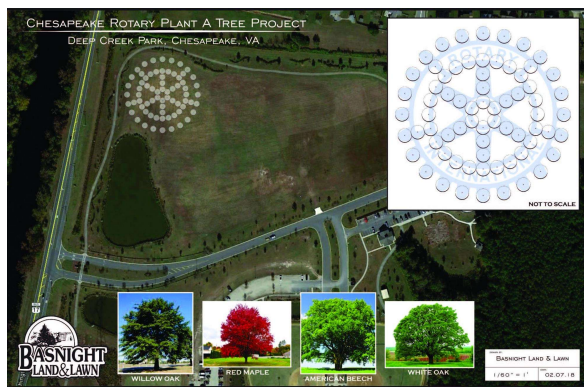 CHESAPEAKE ROTARY PLANT A TREE PROJECT
DEEP CREEK PARK, CHESAPEAKE, VA
ROTARY
NOT TO SCALE
17
BASNIGHT
LAND & LAWN
WILLOW OAK
RED MAPLE
AMERICAN BEECH
WHITE OAK
BASNIGHT LAND & LAWN
1/60" = 1'
02.07.18